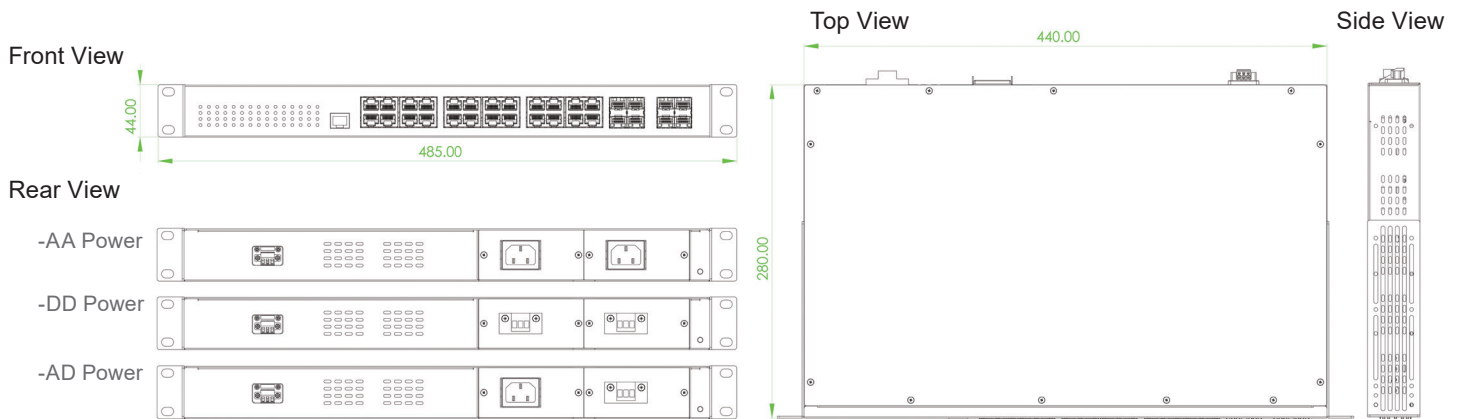 Front View
44.00
485.00
Rear View
-AA Power
-DD Power
-AD Power
Top View
440.00
280.00
Side View